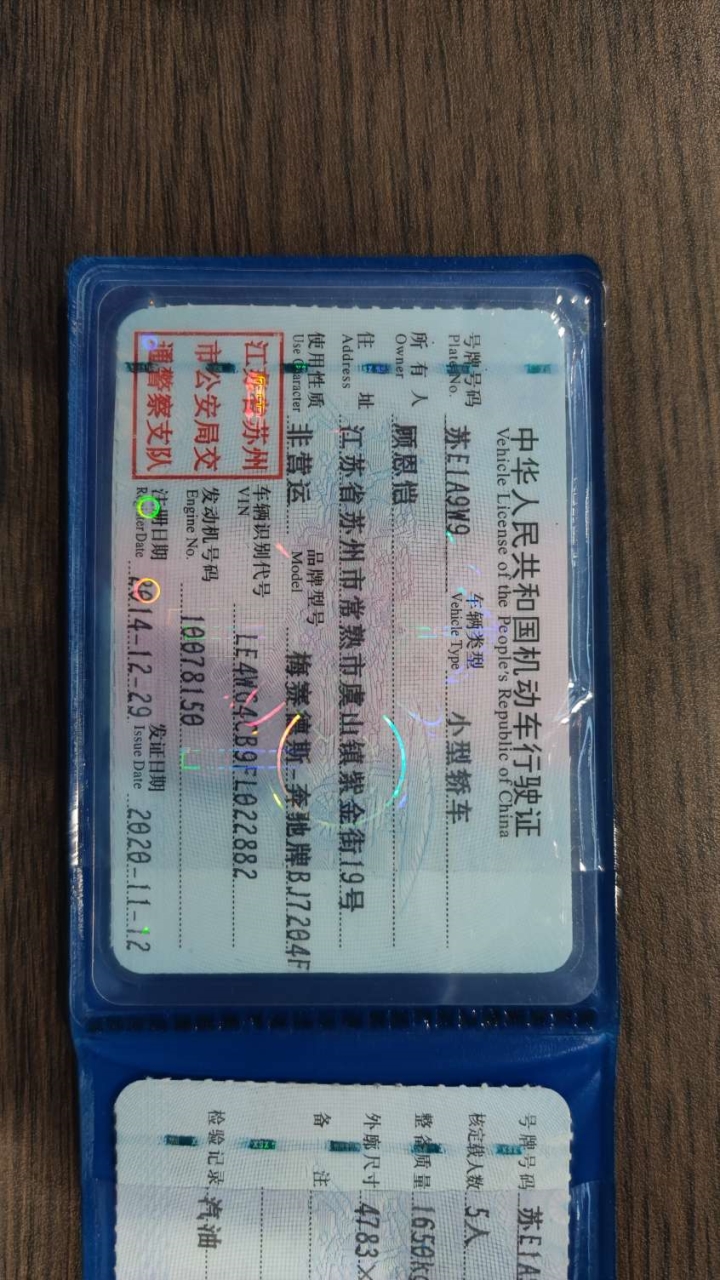 中华人民共和国机动车行驶证
Vehicle License of the People's Republic of China
号牌号码 Plate No. 苏E1A9W9 车辆类型 Vehicle Type 小型轿车
所有人 Owner 顾恩恺
住址 Address 江苏省苏州市常熟市虞山镇紫金街19号
使用性质 Use Character 非营运 品牌型号 Model 梅赛德斯-奔驰牌BJ7204F
江苏省苏州
市公安局交
通警察支队
车辆识别代号 VIN LE4WG4CB9FL022882
发动机号码 Engine No. 10078150
注册日期 Register Date 2014-12-29 发证日期 Issue Date 2020-11-12
号牌号码 苏E1A
核定载人数 5人
整备质量 1650kg
外廓尺寸 4783×
备注
检验记录 汽油